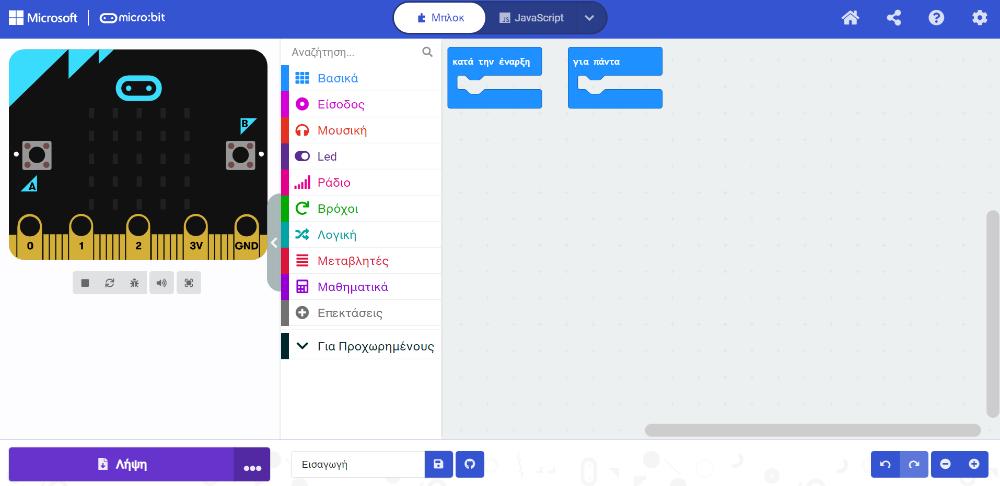 Microsoft
micro:bit
Μπλοκ
JS JavaScript
Αναζήτηση...
Βασικά
Είσοδος
Μουσική
Led
Ράδιο
Βρόχοι
Λογική
Μεταβλητές
Μαθηματικά
Επεκτάσεις
Για Προχωρημένους
κατά την έναρξη
για πάντα
B
A
0
1
2
3V
GND
Λήψη
Εισαγωγή